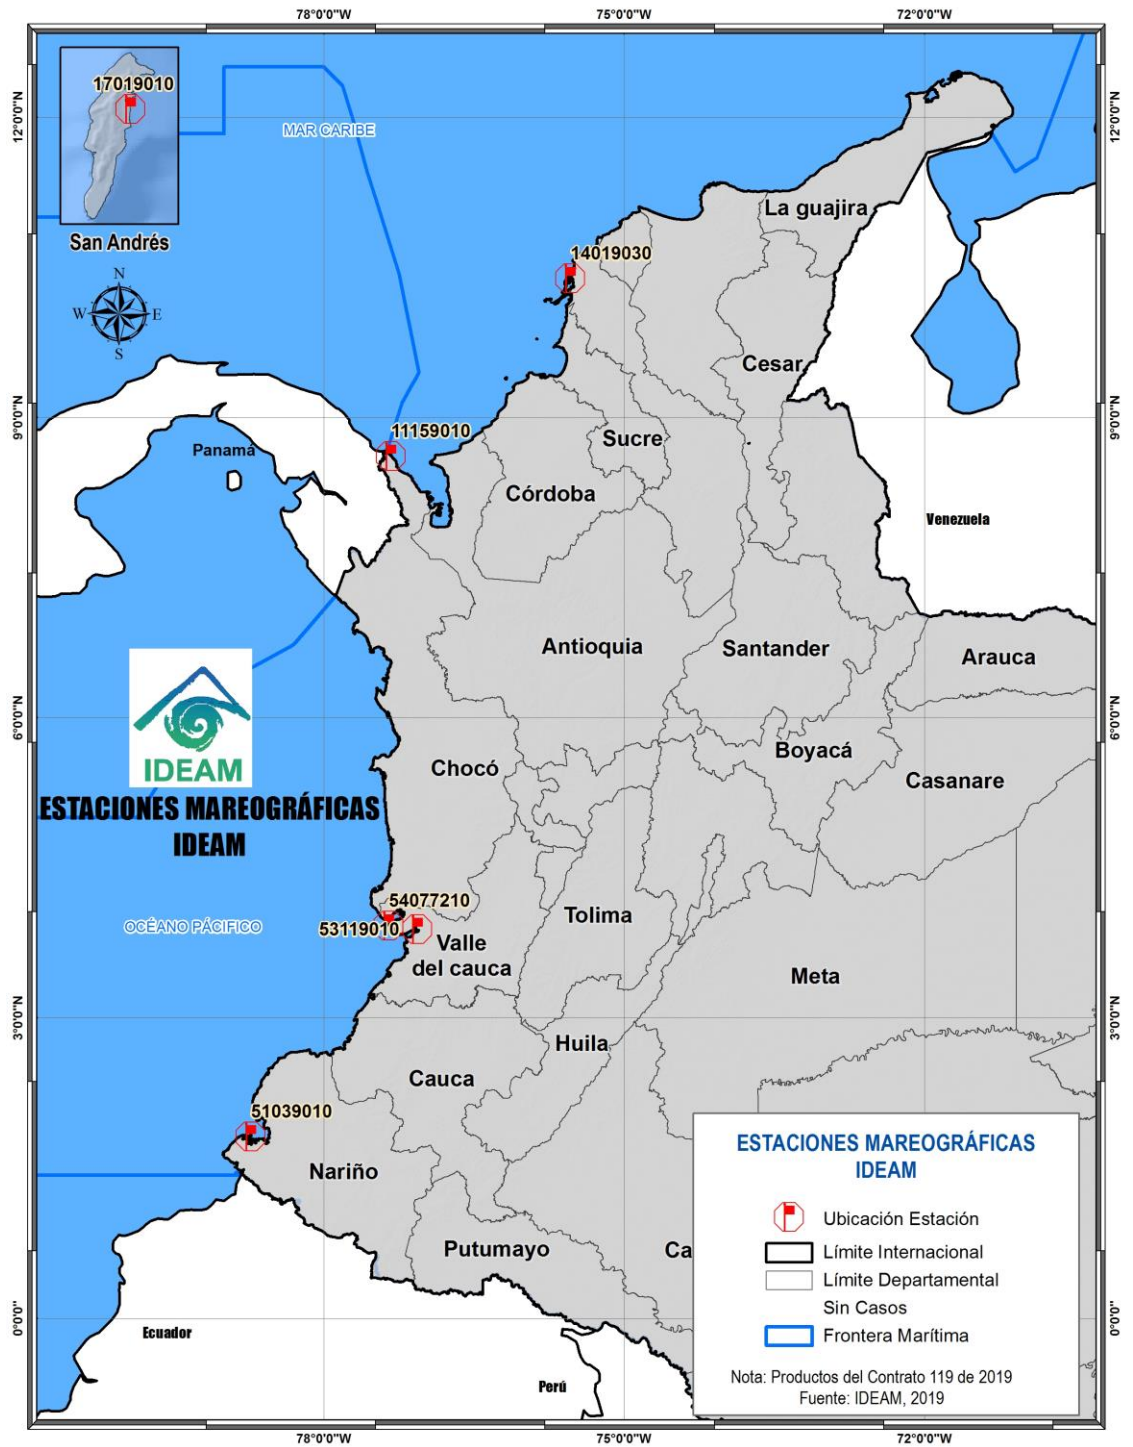 78°0'0"W
75°0'0"W
72°0'0"W
12°0'0"N
12°0'0"N
17019010
MAR CARIBE
La guajira
San Andrés
14019030
N
W
E
S
Cesar
9°0'0"N
9°0'0"N
11159010
Sucre
Panamá
Córdoba
Venezuela
Antioquia
Santander
Arauca
6°0'0"N
6°0'0"N
IDEAM
Boyacá
Chocó
Casanare
ESTACIONES MAREOGRÁFICAS
IDEAM
54077210
53119010
OCÉANO PÁCIFICO
Tolima
Valle
del cauca
Meta
3°0'0"N
3°0'0"N
Huila
Cauca
51039010
Nariño
Putumayo
Ca
ESTACIONES MAREOGRÁFICAS
IDEAM
Ubicación Estación
Límite Internacional
Límite Departamental
Sin Casos
Frontera Marítima
Nota: Productos del Contrato 119 de 2019
Fuente: IDEAM, 2019
0°0'0"
0°0'0"
Ecuador
Perú
78°0'0"W
75°0'0"W
72°0'0"W